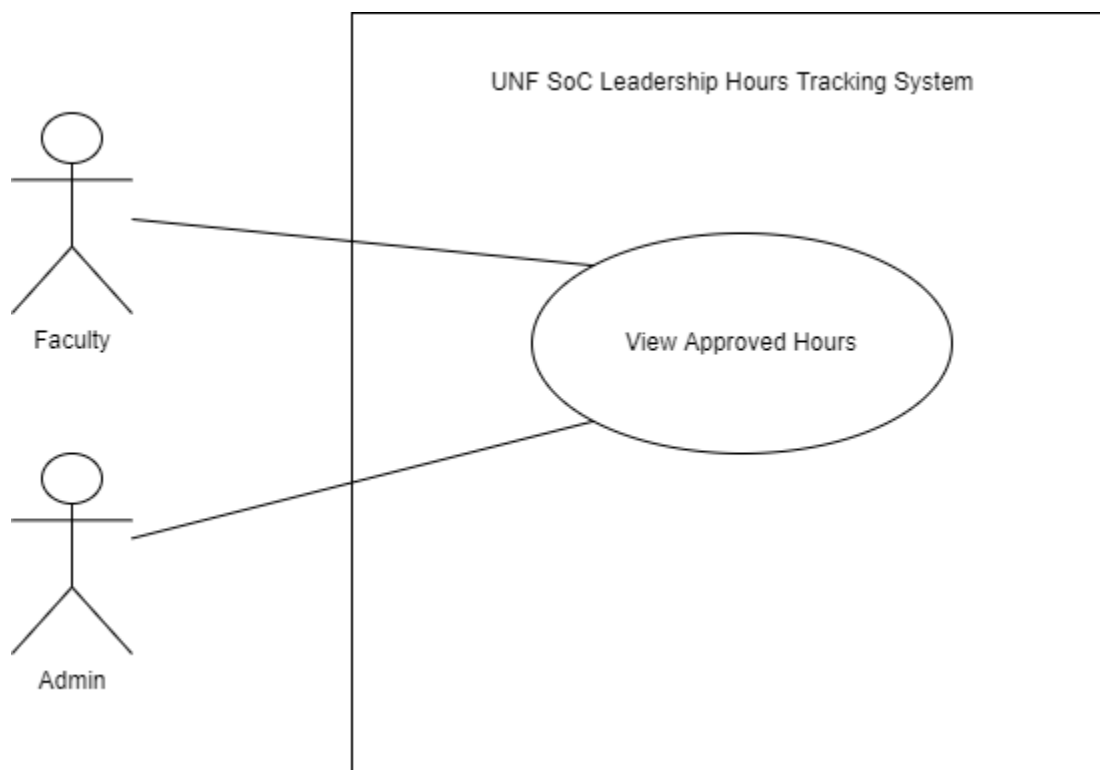 UNF SoC Leadership Hours Tracking System
Faculty
View Approved Hours
Admin